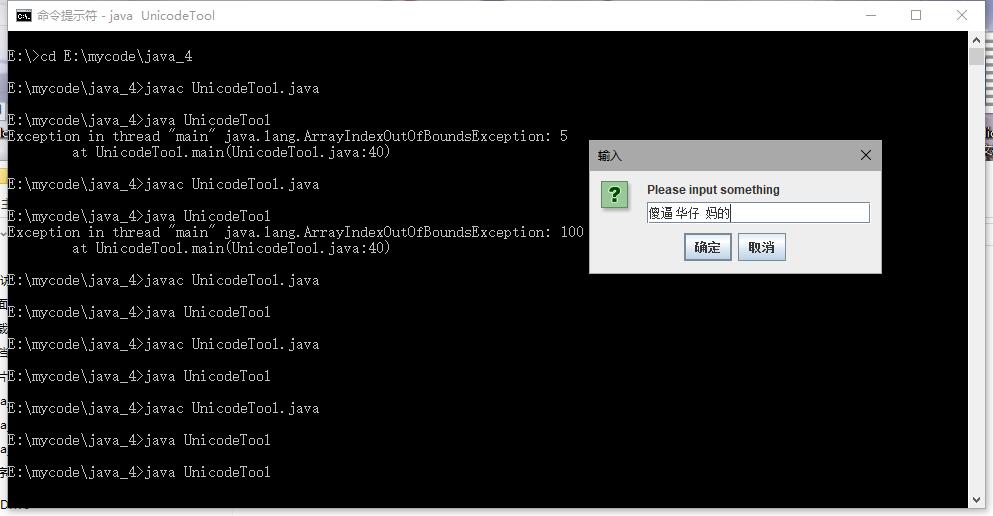 命令提示符 - java UnicodeTool
E:\>cd E:\mycode\java_4
E:\mycode\java_4>javac UnicodeTool.java
E:\mycode\java_4>java UnicodeTool
Exception in thread "main" java.lang.ArrayIndexOutOfBoundsException: 5
at UnicodeTool.main(UnicodeTool.java:40)
E:\mycode\java_4>javac UnicodeTool.java
E:\mycode\java_4>java UnicodeTool
Exception in thread "main" java.lang.ArrayIndexOutOfBoundsException: 100
at UnicodeTool.main(UnicodeTool.java:40)
E:\mycode\java_4>javac UnicodeTool.java
E:\mycode\java_4>java UnicodeTool
E:\mycode\java_4>javac UnicodeTool.java
E:\mycode\java_4>java UnicodeTool
E:\mycode\java_4>javac UnicodeTool.java
E:\mycode\java_4>java UnicodeTool
E:\mycode\java_4>java UnicodeTool
输入
Please input something
傻逼华仔 妈的
确定 取消